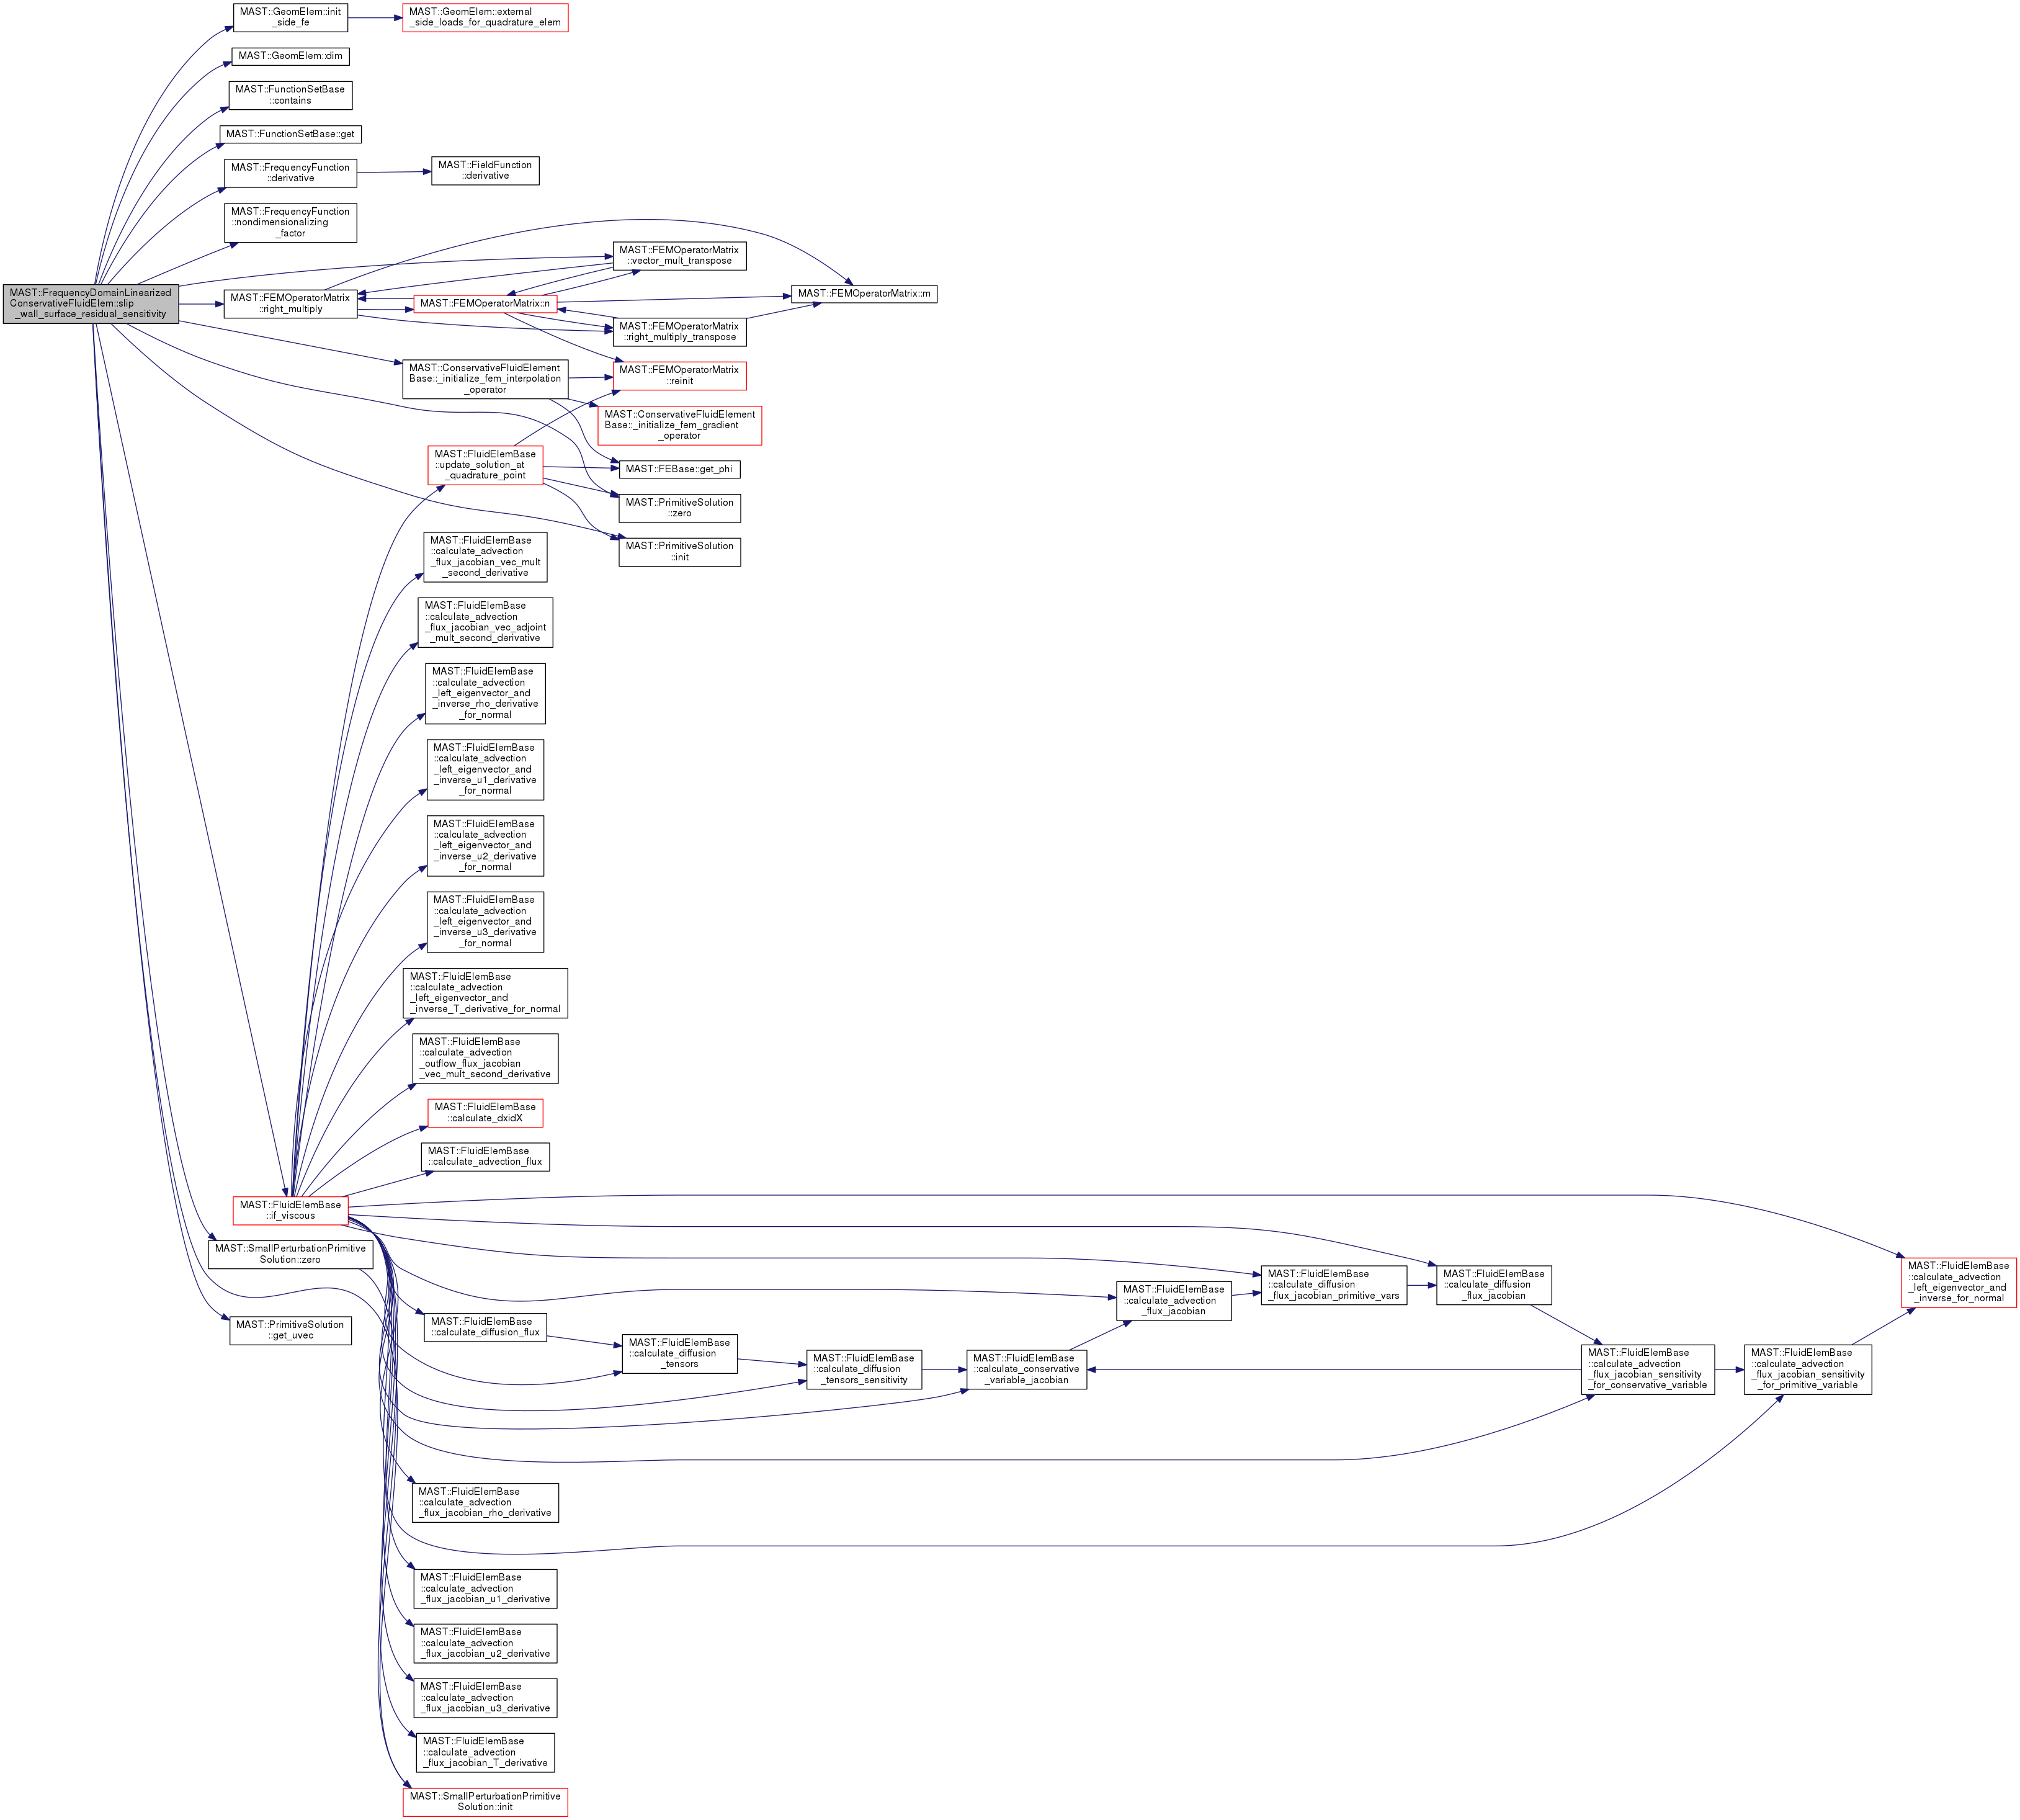 MAST::GeomElem::init
_side_fe
MAST::GeomElem::external
_side_loads_for_quadrature_elem
MAST::GeomElem::dim
MAST::FunctionSetBase
::contains
MAST::FunctionSetBase::get
MAST::FrequencyFunction
::derivative
MAST::FieldFunction
::derivative
MAST::FrequencyFunction
::nondimensionalizing
_factor
MAST::FrequencyDomainLinearized
ConservativeFluidElem::slip
_wall_surface_residual_sensitivity
MAST::FEMOperatorMatrix
::right_multiply
MAST::FEMOperatorMatrix::n
MAST::FEMOperatorMatrix
::vector_mult_transpose
MAST::FEMOperatorMatrix::m
MAST::FEMOperatorMatrix
::right_multiply_transpose
MAST::FEMOperatorMatrix
::reinit
MAST::ConservativeFluidElement
Base::_initialize_fem_interpolation
_operator
MAST::ConservativeFluidElement
Base::_initialize_fem_gradient
_operator
MAST::FluidElemBase
::update_solution_at
_quadrature_point
MAST::FEBase::get_phi
MAST::PrimitiveSolution
::zero
MAST::PrimitiveSolution
::init
MAST::FluidElemBase
::calculate_advection
_flux_jacobian_vec_mult
_second_derivative
MAST::FluidElemBase
::calculate_advection
_flux_jacobian_vec_adjoint
_mult_second_derivative
MAST::FluidElemBase
::calculate_advection
_left_eigenvector_and
_inverse_rho_derivative
_for_normal
MAST::FluidElemBase
::calculate_advection
_left_eigenvector_and
_inverse_u1_derivative
_for_normal
MAST::FluidElemBase
::calculate_advection
_left_eigenvector_and
_inverse_u2_derivative
_for_normal
MAST::FluidElemBase
::calculate_advection
_left_eigenvector_and
_inverse_u3_derivative
_for_normal
MAST::FluidElemBase
::calculate_advection
_left_eigenvector_and
_inverse_T_derivative_for_normal
MAST::FluidElemBase
::calculate_advection
_outflow_flux_jacobian
_vec_mult_second_derivative
MAST::FluidElemBase
::calculate_dxidX
MAST::FluidElemBase
::calculate_advection_flux
MAST::FluidElemBase
::if_viscous
MAST::SmallPerturbationPrimitive
Solution::zero
MAST::PrimitiveSolution
::get_uvec
MAST::FluidElemBase
::calculate_diffusion_flux
MAST::FluidElemBase
::calculate_diffusion
_tensors
MAST::FluidElemBase
::calculate_diffusion
_tensors_sensitivity
MAST::FluidElemBase
::calculate_conservative
_variable_jacobian
MAST::FluidElemBase
::calculate_advection
_flux_jacobian
MAST::FluidElemBase
::calculate_diffusion
_flux_jacobian_primitive_vars
MAST::FluidElemBase
::calculate_diffusion
_flux_jacobian
MAST::FluidElemBase
::calculate_advection
_flux_jacobian_sensitivity
_for_conservative_variable
MAST::FluidElemBase
::calculate_advection
_flux_jacobian_sensitivity
_for_primitive_variable
MAST::FluidElemBase
::calculate_advection
_left_eigenvector_and
_inverse_for_normal
MAST::FluidElemBase
::calculate_advection
_flux_jacobian_rho_derivative
MAST::FluidElemBase
::calculate_advection
_flux_jacobian_u1_derivative
MAST::FluidElemBase
::calculate_advection
_flux_jacobian_u2_derivative
MAST::FluidElemBase
::calculate_advection
_flux_jacobian_u3_derivative
MAST::FluidElemBase
::calculate_advection
_flux_jacobian_T_derivative
MAST::SmallPerturbationPrimitive
Solution::init